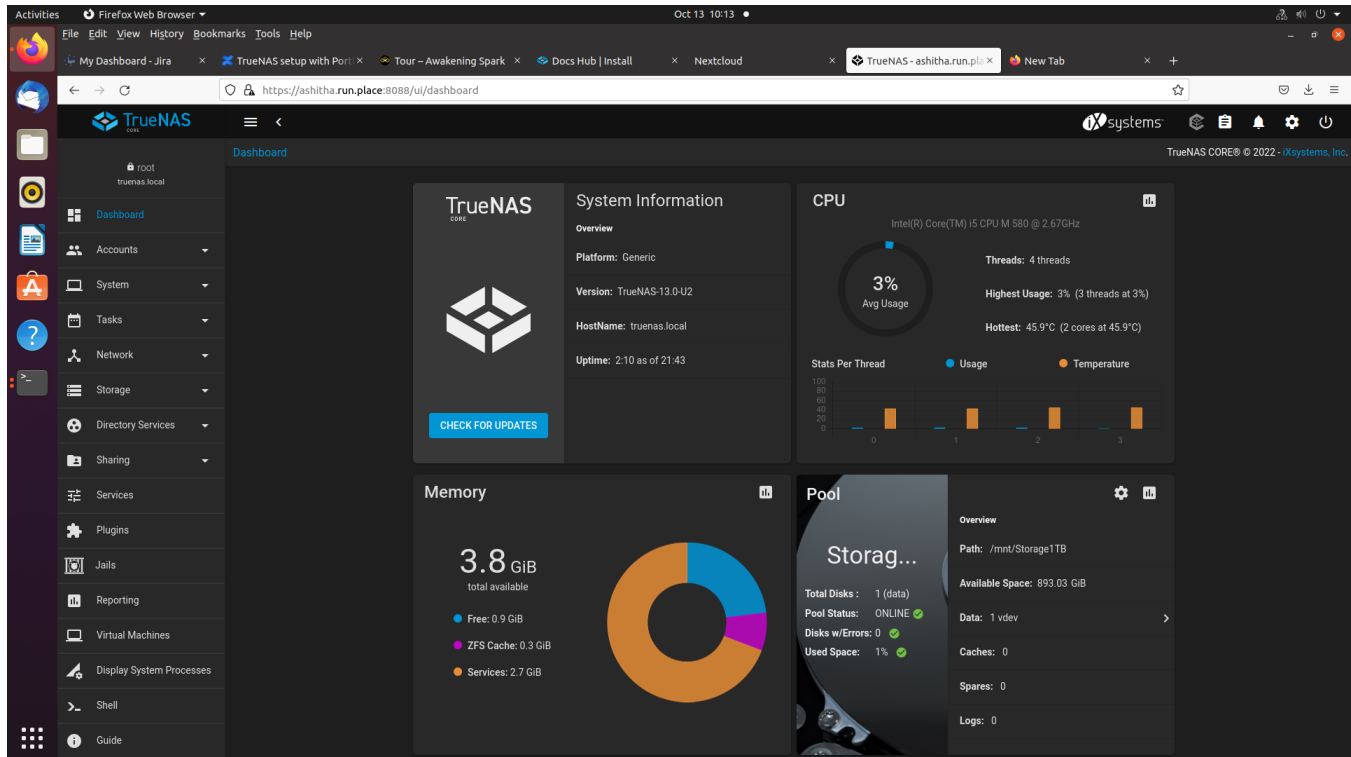 Activities
Firefox Web Browser
Oct 13 10:13
File Edit View History Bookmarks Tools Help
My Dashboard - Jira
TrueNAS setup with Port
Tour – Awakening Spark
Docs Hub | Install
Nextcloud
TrueNAS - ashitha.run.pla
New Tab
https://ashitha.run.place:8088/ui/dashboard
TrueNAS
CORE
iXsystems
root
truenas.local
Dashboard
TrueNAS CORE® © 2022 - iXsystems, Inc.
Dashboard
Accounts
System
Tasks
Network
Storage
Directory Services
Sharing
Services
Plugins
Jails
Reporting
Virtual Machines
Display System Processes
Shell
Guide
TrueNAS
CORE
CHECK FOR UPDATES
System Information
Overview
Platform: Generic
Version: TrueNAS-13.0-U2
HostName: truenas.local
Uptime: 2:10 as of 21:43
CPU
Intel(R) Core(TM) i5 CPU M 580 @ 2.67GHz
3%
Avg Usage
Threads: 4 threads
Highest Usage: 3% (3 threads at 3%)
Hottest: 45.9°C (2 cores at 45.9°C)
Stats Per Thread
Usage
Temperature
100
80
60
40
20
0
0 1 2 3
Memory
3.8 GiB
total available
Free: 0.9 GiB
ZFS Cache: 0.3 GiB
Services: 2.7 GiB
Pool
Storag...
Total Disks : 1 (data)
Pool Status: ONLINE
Disks w/Errors: 0
Used Space: 1%
Overview
Path: /mnt/Storage1TB
Available Space: 893.03 GiB
Data: 1 vdev
Caches: 0
Spares: 0
Logs: 0